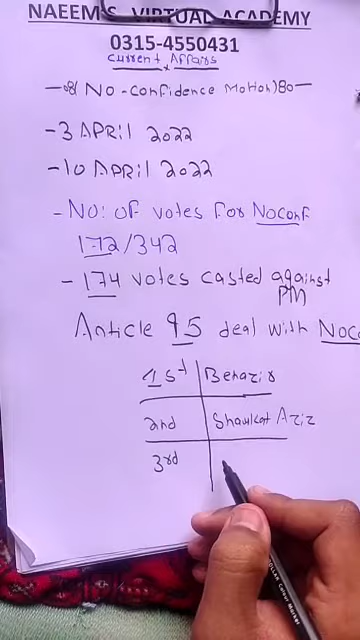 NAEEM'S VIRTUAL ACADEMY
0315-4550431
Current Affairs
No-Confidence Motion
- 3 APRil 2022
- 10 APRil 2022
- No: of votes for Noconf
172/342
- 174 votes casted against
PM
Article 95 deal with Noco
1st Benazir
2nd Shaukat Aziz
3rd